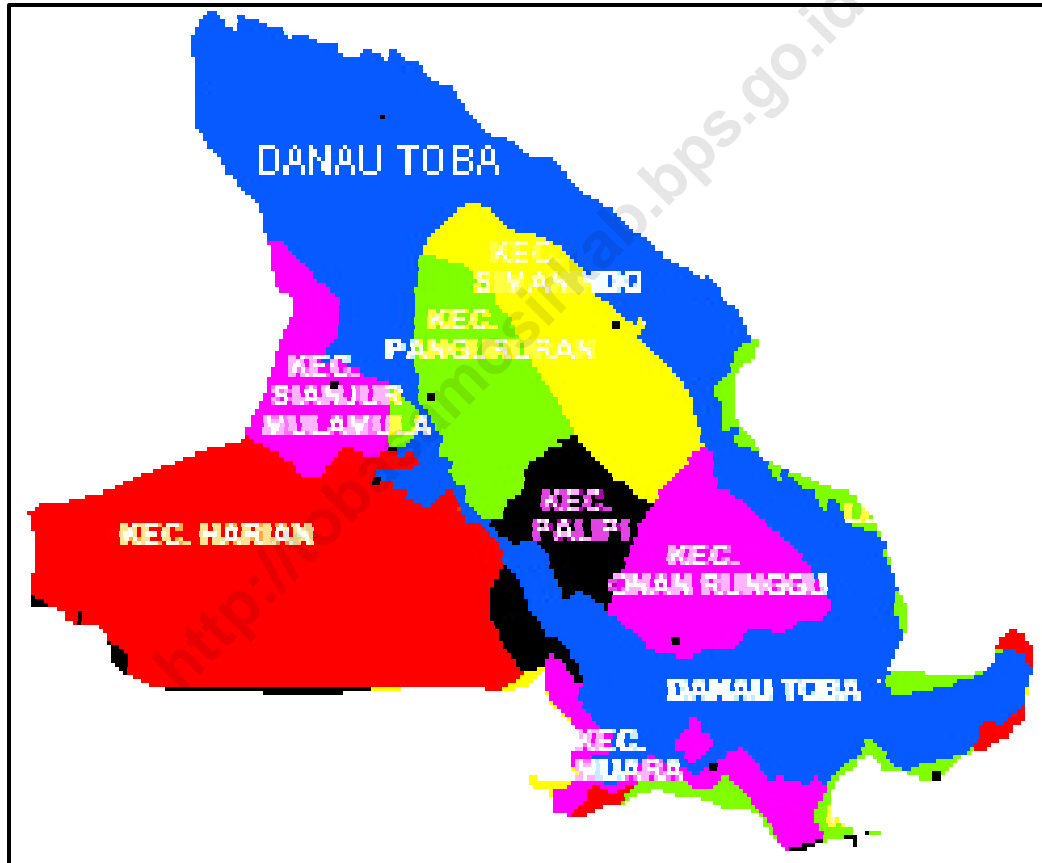 DANAU TOBA
KEC.
SIMANINDO
KEC.
PANGURURAN
KEC.
SIANJUR
MULAMULA
KEC.
PALIPI
KEC. HARIAN
KEC.
ONAN RUNGGU
DANAU TOBA
KEC.
MUARA
http://tobasamosirkab.bps.go.id